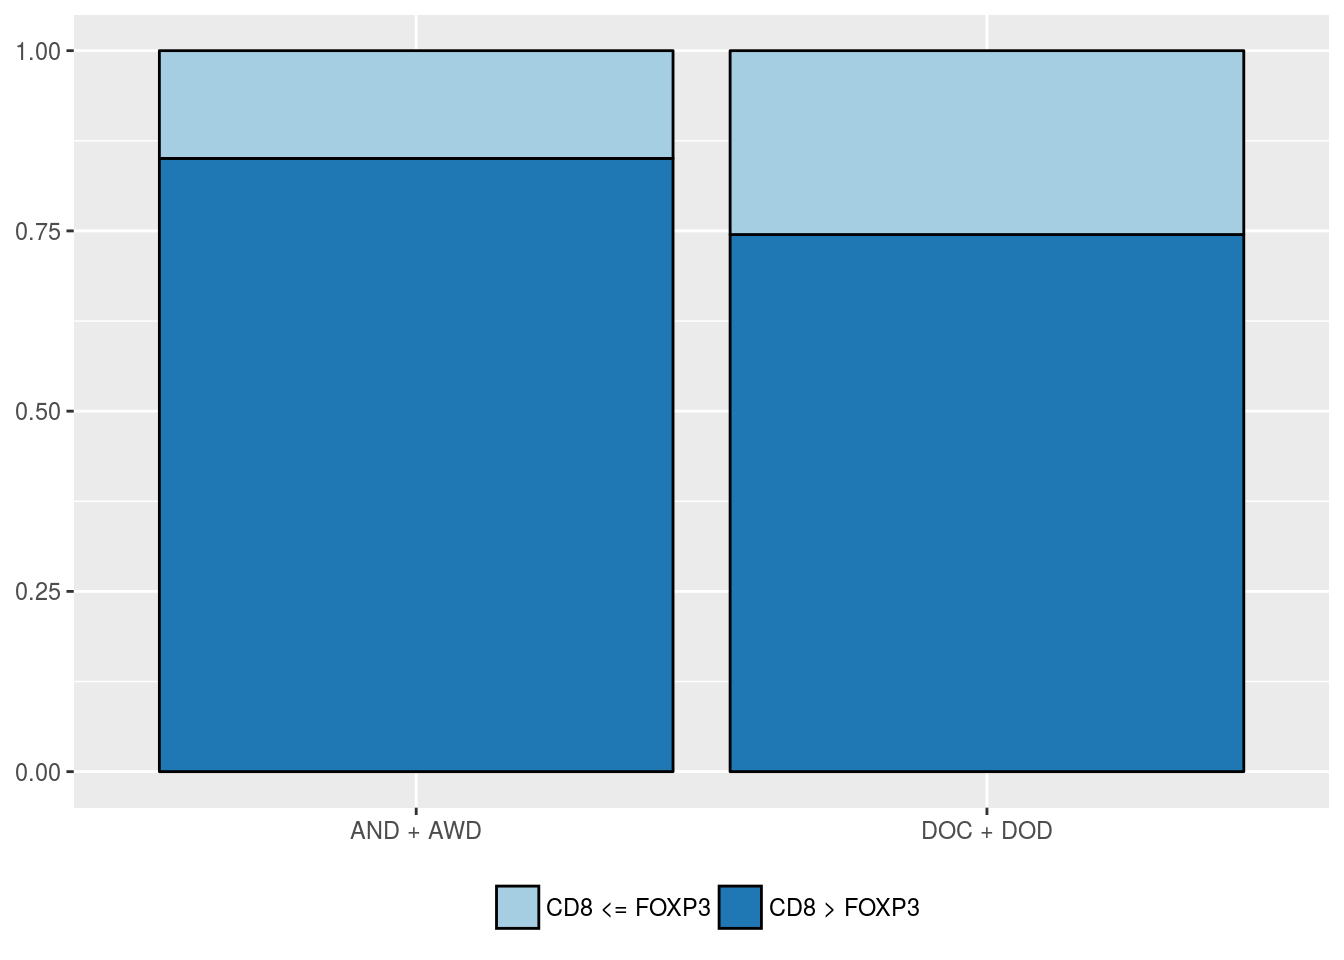 1.00
0.75
0.50
0.25
0.00
AND + AWD DOC + DOD
CD8 <= FOXP3 CD8 > FOXP3